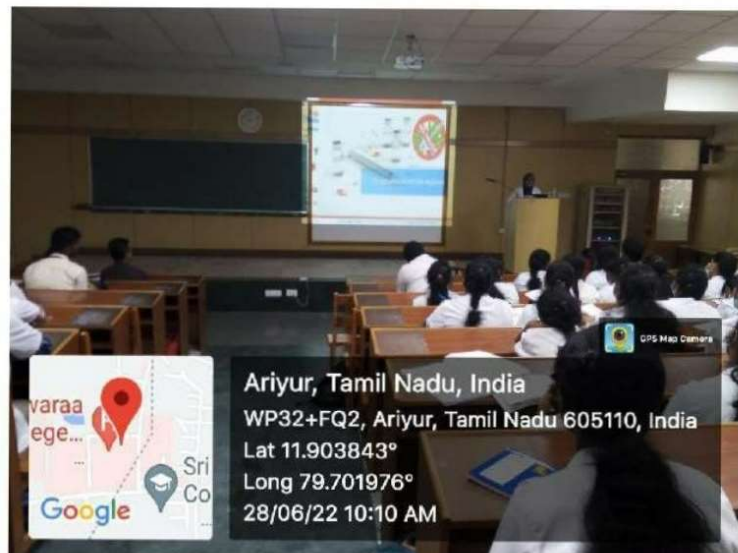 GPS Map Camera
varaa
ege...
...
Sri
Co
...
Google
Ariyur, Tamil Nadu, India
WP32+FQ2, Ariyur, Tamil Nadu 605110, India
Lat 11.903843°
Long 79.701976°
28/06/22 10:10 AM